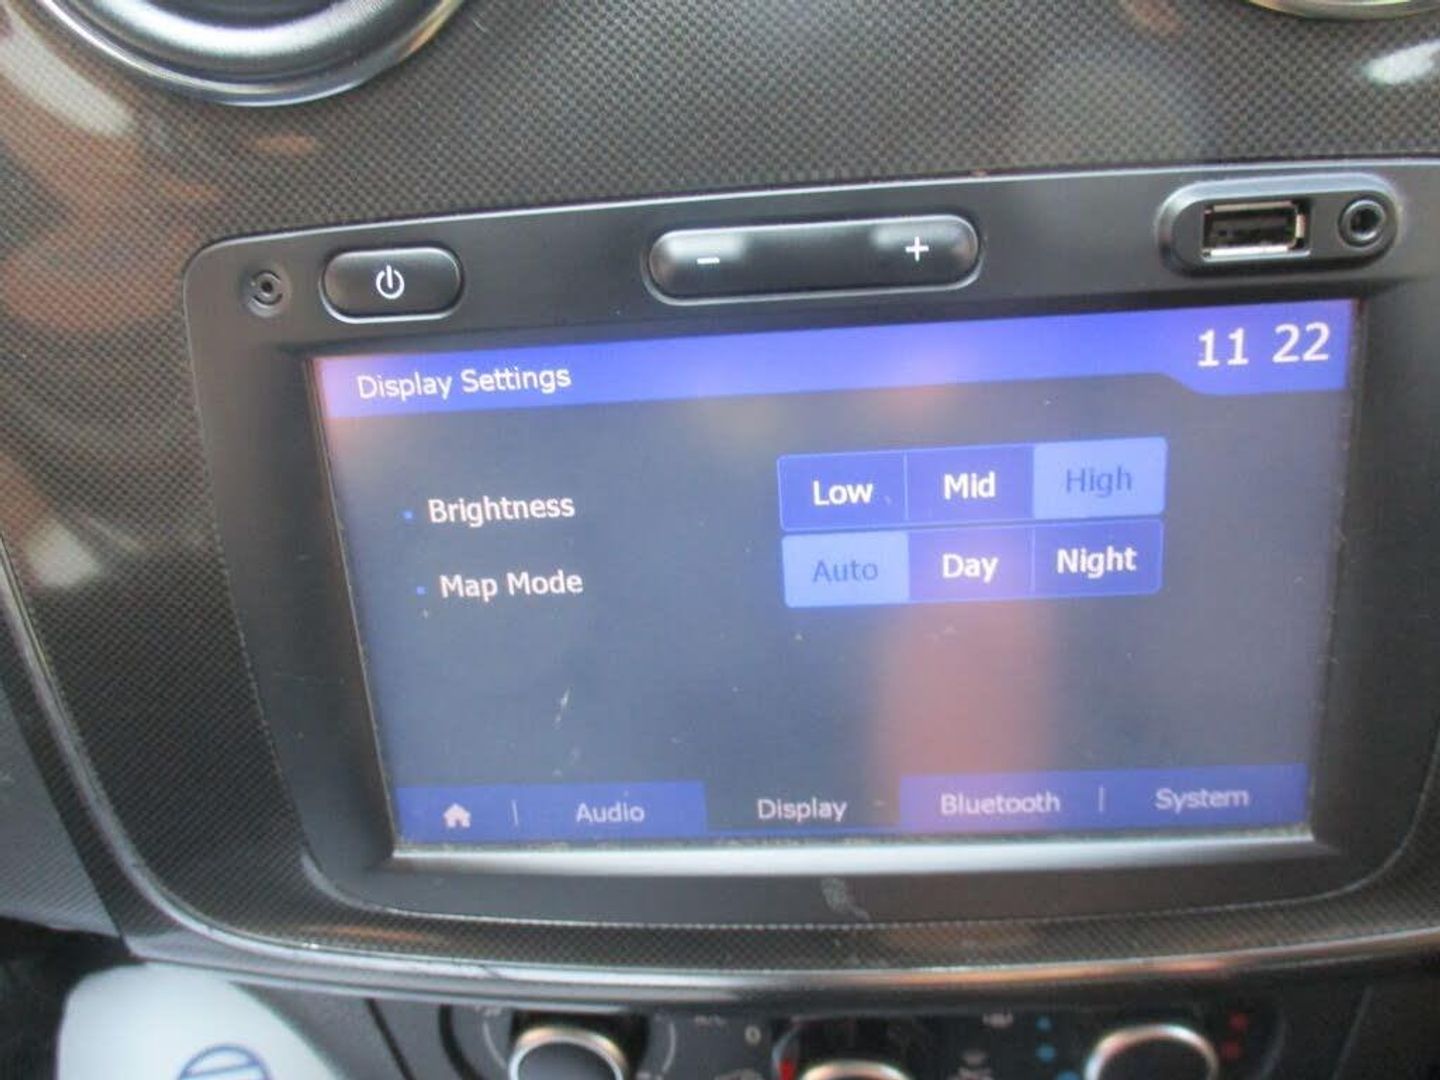 − +
11 22
Display Settings
Brightness Low Mid High
Map Mode Auto Day Night
Audio | Display Bluetooth | System